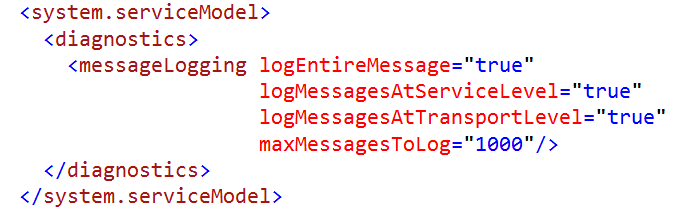 <system.serviceModel>
<diagnostics>
<messageLogging logEntireMessage="true"
logMessagesAtServiceLevel="true"
logMessagesAtTransportLevel="true"
maxMessagesToLog="1000"/>
</diagnostics>
</system.serviceModel>